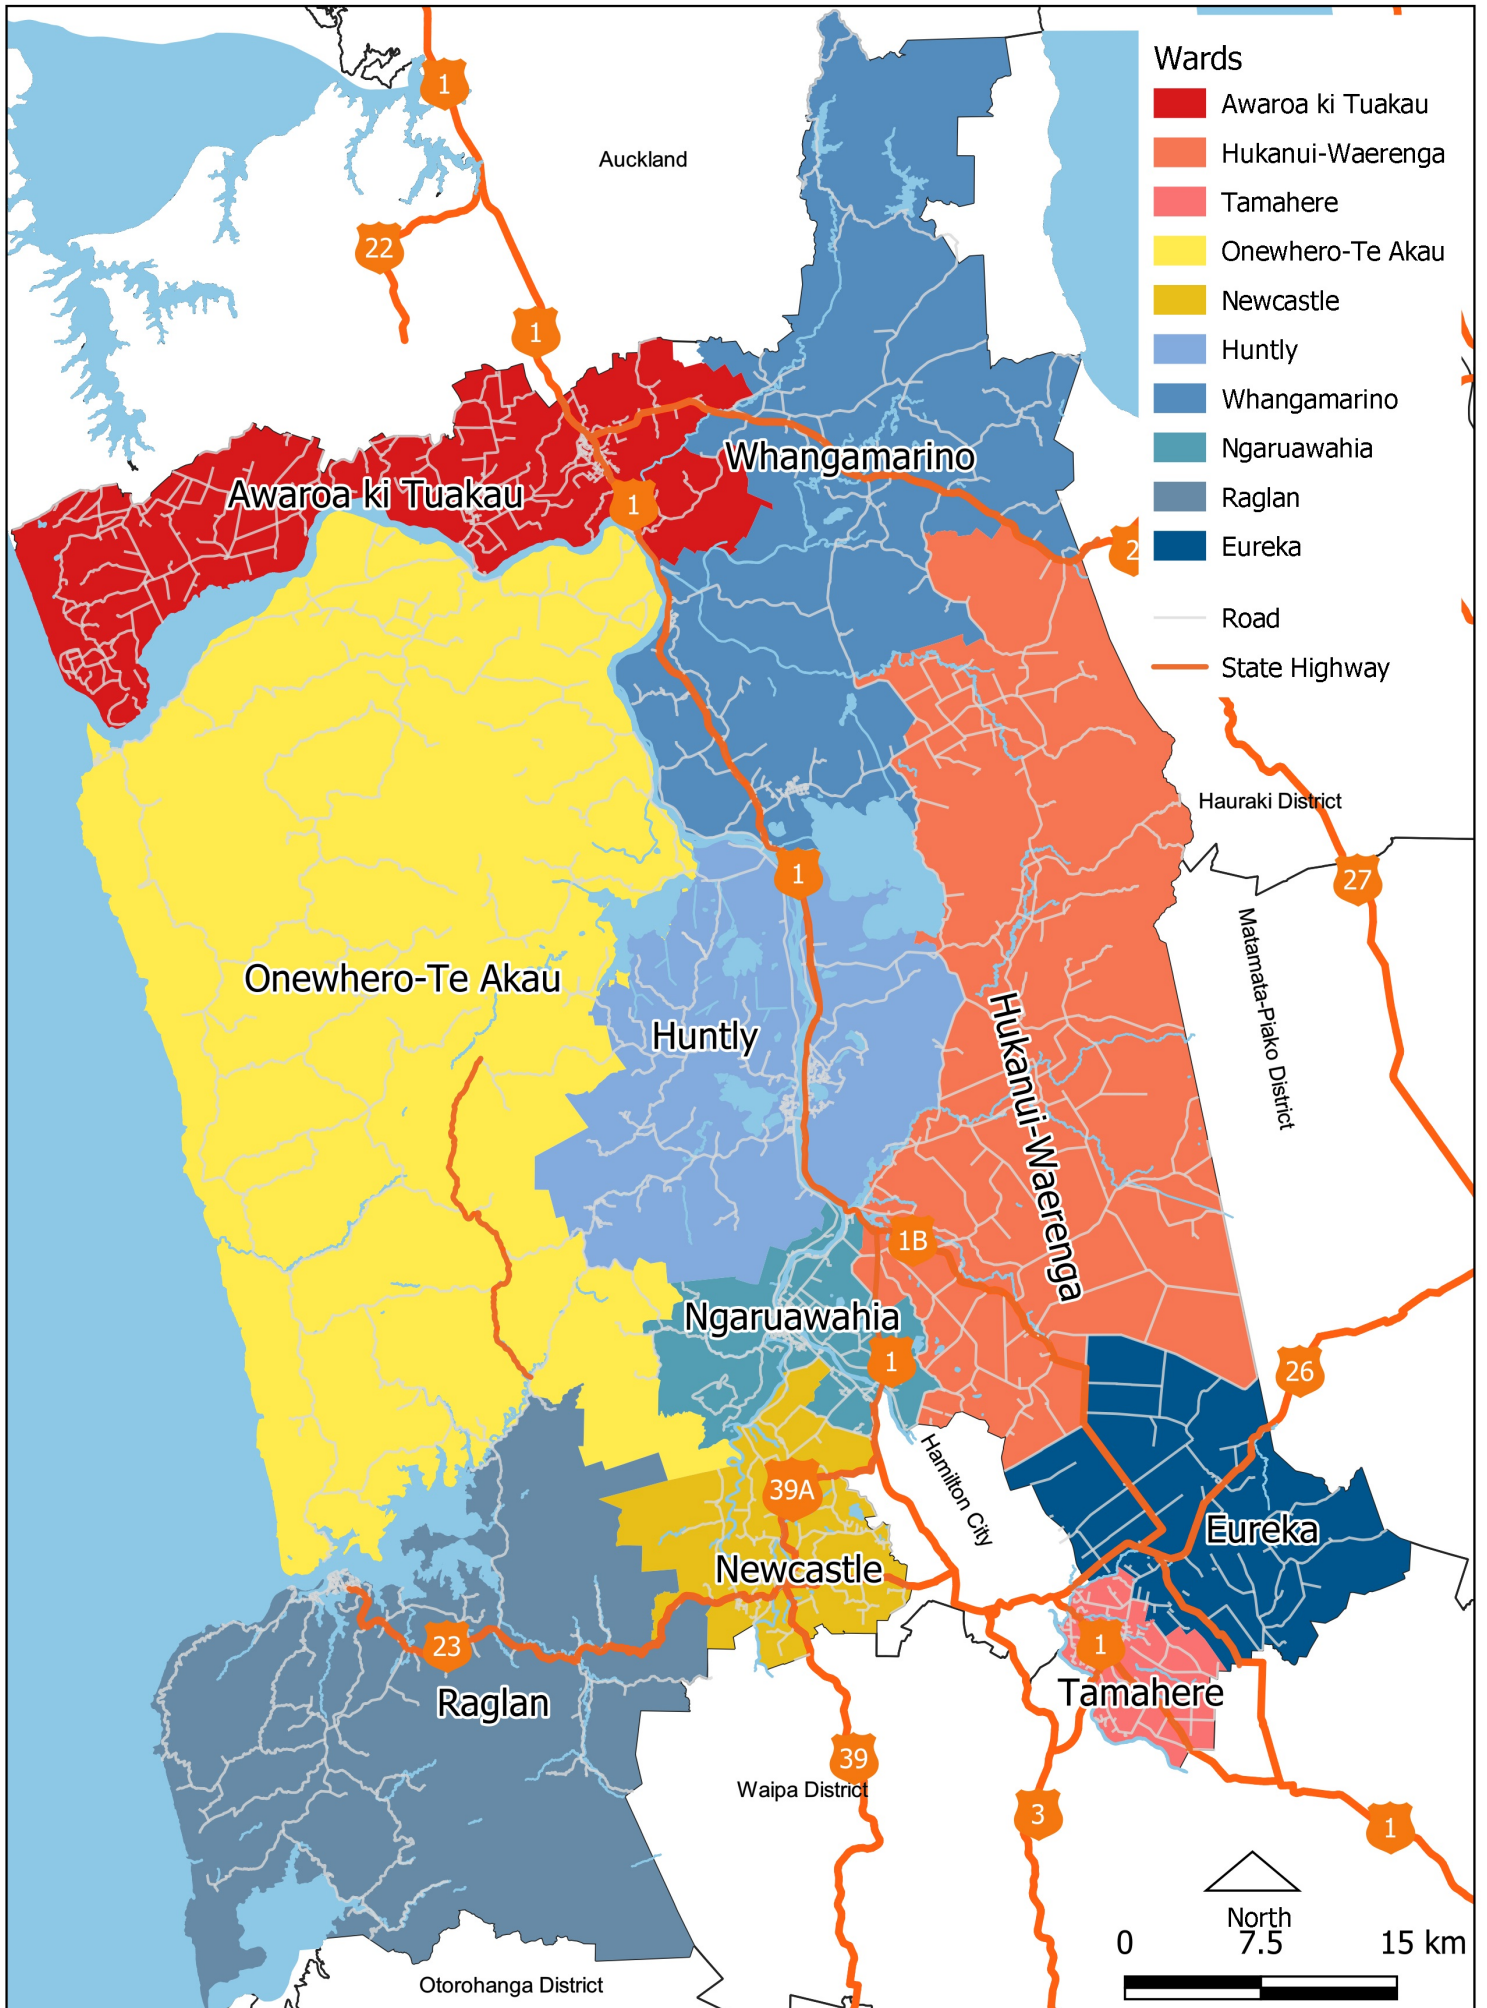 Wards
Awaroa ki Tuakau
Hukanui-Waerenga
Tamahere
Onewhero-Te Akau
Newcastle
Huntly
Whangamarino
Ngaruawahia
Raglan
Eureka
Road
State Highway
1
Auckland
22
1
Whangamarino
Awaroa ki Tuakau
1
2
Hauraki District
1
27
Matamata-Piako District
Onewhero-Te Akau
Huntly
Hukanui-Waerenga
1B
Ngaruawahia
1
26
Hamilton City
39A
Eureka
Newcastle
23
1
Raglan
Tamahere
39
Waipa District
3
1
North
0
7.5
15 km
Otorohanga District